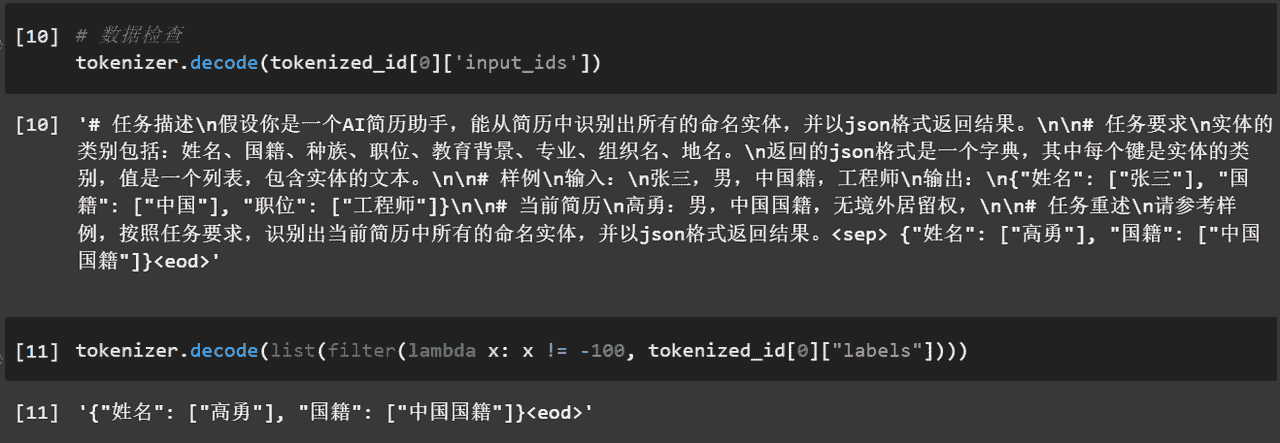 [10] # 数据检查
tokenizer.decode(tokenized_id[0]['input_ids'])
[10] '# 任务描述\n假设你是一个AI简历助手，能从简历中识别出所有的命名实体，并以json格式返回结果。\n\n# 任务要求\n实体的
类别包括：姓名、国籍、种族、职位、教育背景、专业、组织名、地名。\n返回的json格式是一个字典，其中每个键是实体的类
别，值是一个列表，包含实体的文本。\n\n# 样例\n输入：\n张三，男，中国籍，工程师\n输出：\n{"姓名": ["张三"], "国
籍": ["中国"], "职位": ["工程师"]}\n\n# 当前简历\n高勇：男，中国国籍，无境外居留权，\n\n# 任务重述\n请参考样
例，按照任务要求，识别出当前简历中所有的命名实体，并以json格式返回结果。<sep> {"姓名": ["高勇"], "国籍": ["中国
国籍"]}<eod>'
[11] tokenizer.decode(list(filter(lambda x: x != -100, tokenized_id[0]["labels"])))
[11] '{"姓名": ["高勇"], "国籍": ["中国国籍"]}<eod>'